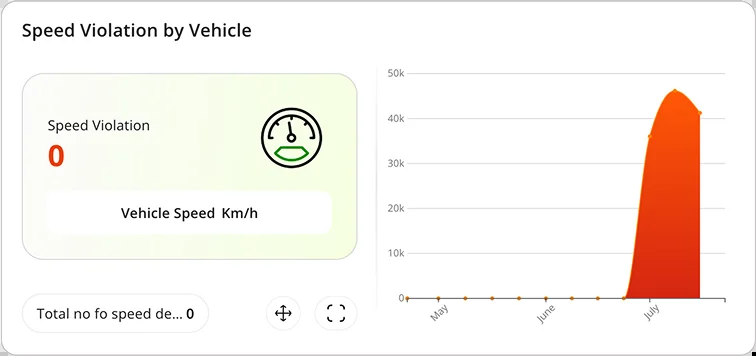 Speed Violation by Vehicle
Speed Violation
0
Vehicle Speed Km/h
Total no fo speed de... 0
50k
40k
30k
20k
10k
0
May
June
July